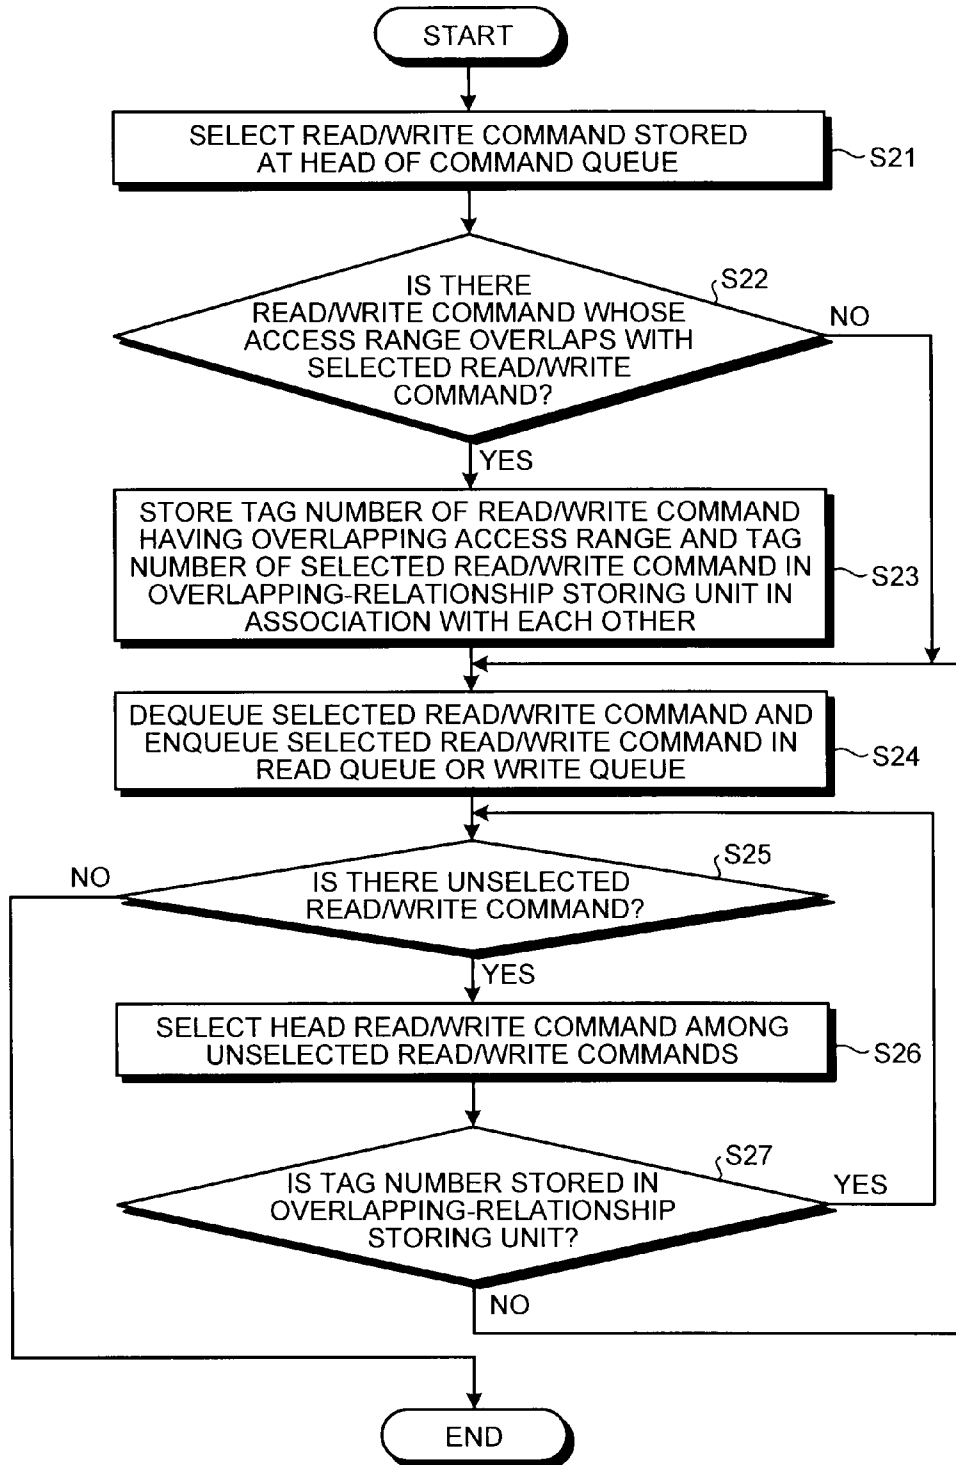 START
SELECT READ/WRITE COMMAND STORED
AT HEAD OF COMMAND QUEUE
S21
IS THERE
READ/WRITE COMMAND WHOSE
ACCESS RANGE OVERLAPS WITH
SELECTED READ/WRITE
COMMAND?
S22
NO
YES
STORE TAG NUMBER OF READ/WRITE COMMAND
HAVING OVERLAPPING ACCESS RANGE AND TAG
NUMBER OF SELECTED READ/WRITE COMMAND IN
OVERLAPPING-RELATIONSHIP STORING UNIT IN
ASSOCIATION WITH EACH OTHER
S23
DEQUEUE SELECTED READ/WRITE COMMAND AND
ENQUEUE SELECTED READ/WRITE COMMAND IN
READ QUEUE OR WRITE QUEUE
S24
NO
IS THERE UNSELECTED
READ/WRITE COMMAND?
S25
YES
SELECT HEAD READ/WRITE COMMAND AMONG
UNSELECTED READ/WRITE COMMANDS
S26
IS TAG NUMBER STORED IN
OVERLAPPING-RELATIONSHIP
STORING UNIT?
S27
YES
NO
END